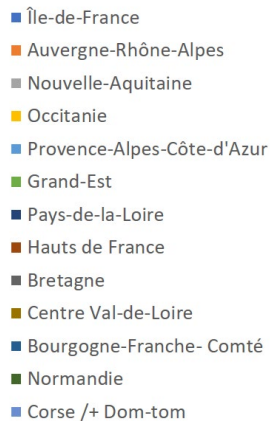 Île-de-France
Auvergne-Rhône-Alpes
Nouvelle-Aquitaine
Occitanie
Provence-Alpes-Côte-d'Azur
Grand-Est
Pays-de-la-Loire
Hauts de France
Bretagne
Centre Val-de-Loire
Bourgogne-Franche- Comté
Normandie
Corse /+ Dom-tom